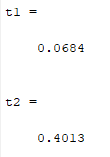 t1 =
0.0684
t2 =
0.4013